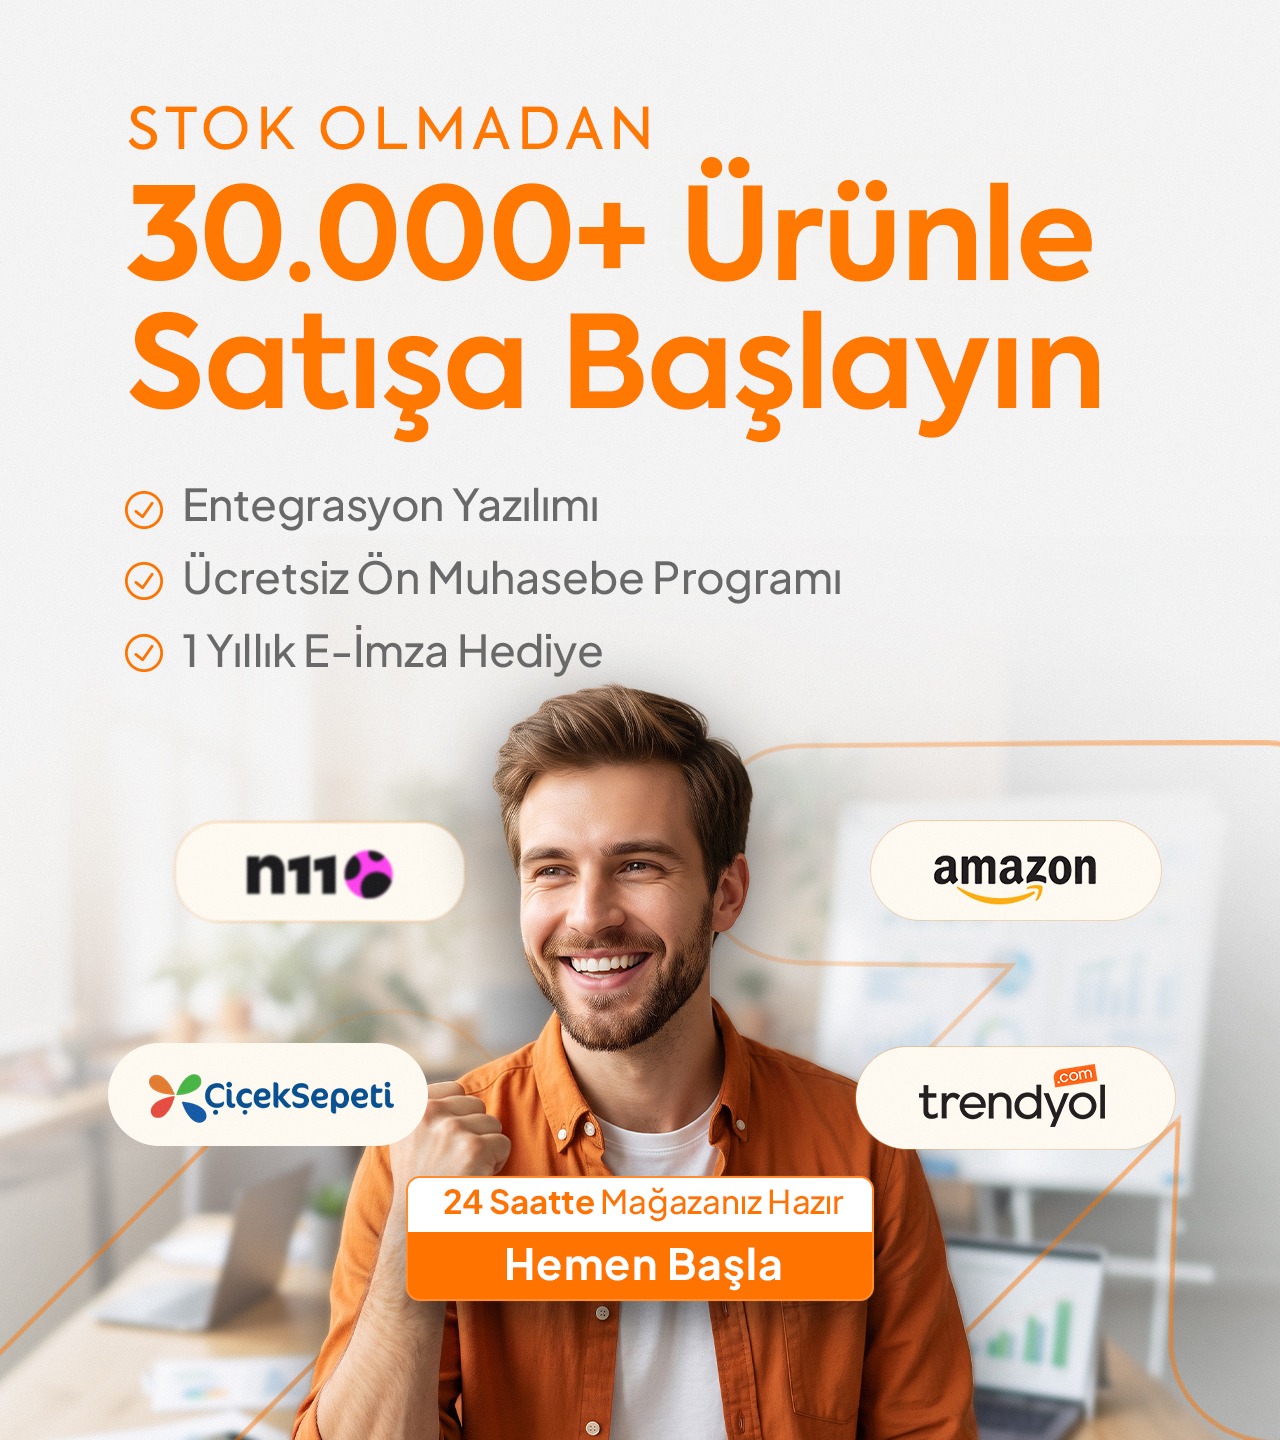 STOK OLMADAN
30.000+ Ürünle
Satışa Başlayın
Entegrasyon Yazılımı
Ücretsiz Ön Muhasebe Programı
1 Yıllık E-İmza Hediye
n11
amazon
ÇiçekSepeti
trendyol
.com
24 Saatte Mağazanız Hazır
Hemen Başla